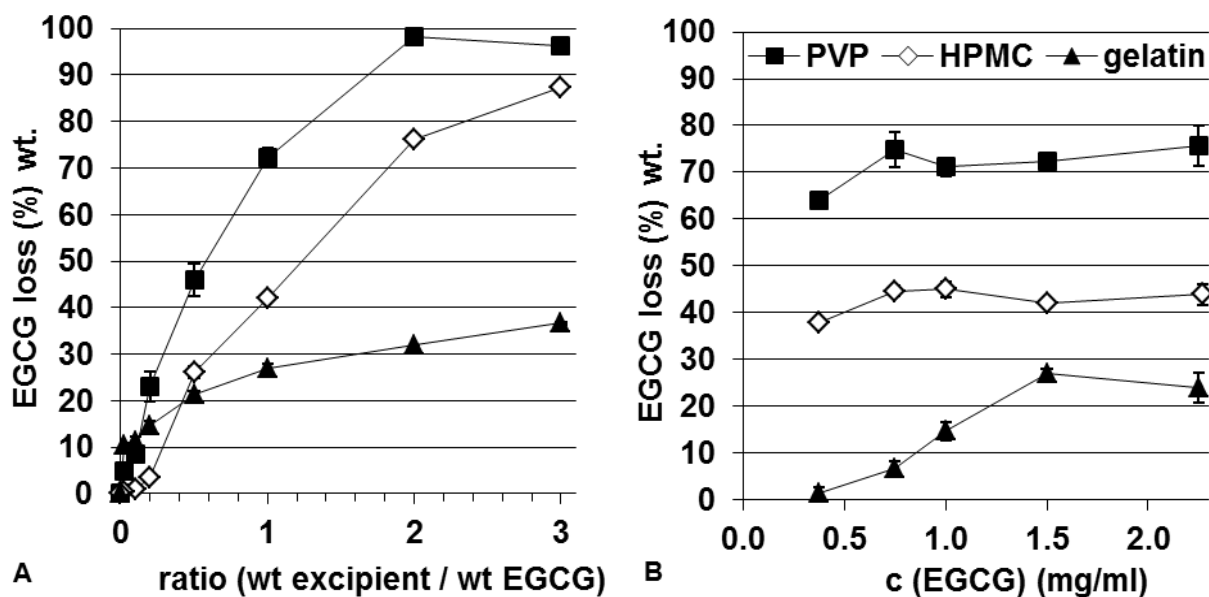 EGCG loss (%) wt.
100
90
80
70
60
50
40
30
20
10
0
0 1 2 3
ratio (wt excipient / wt EGCG)
A
EGCG loss (%) wt.
100
90
80
70
60
50
40
30
20
10
0
PVP HPMC gelatin
0.0 0.5 1.0 1.5 2.0
c (EGCG) (mg/ml)
B